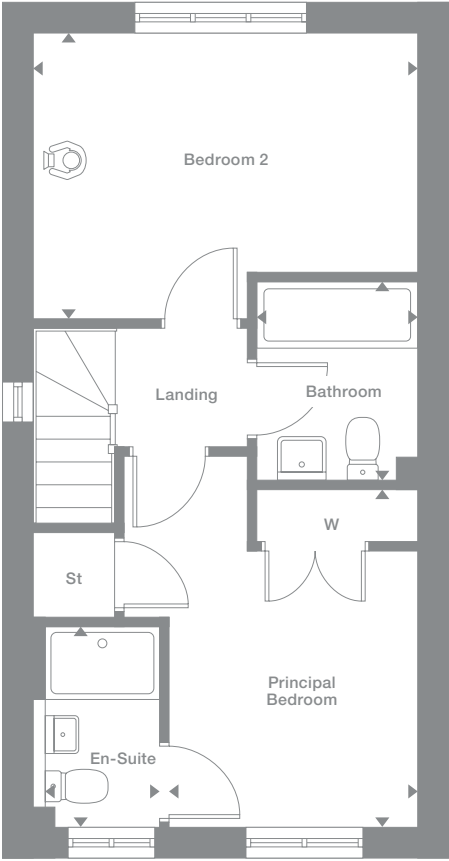 Bedroom 2
Landing
Bathroom
W
St
Principal
Bedroom
En-Suite